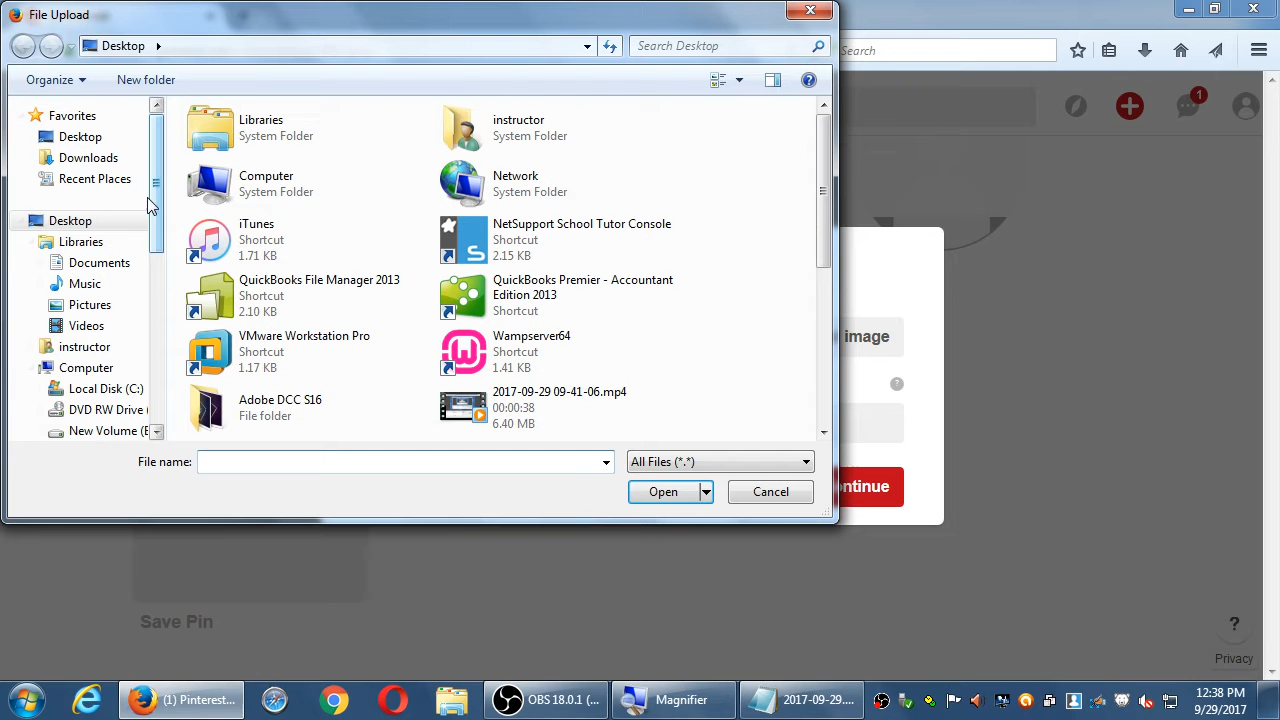 File Upload
Desktop
Search Desktop
Search
Organize
New folder
Favorites
Desktop
Downloads
Recent Places
Desktop
Libraries
Documents
Music
Pictures
Videos
instructor
Computer
Local Disk (C:)
DVD RW Drive (
New Volume (E
Libraries
System Folder
instructor
System Folder
Computer
System Folder
Network
System Folder
iTunes
Shortcut
1.71 KB
NetSupport School Tutor Console
Shortcut
2.15 KB
QuickBooks File Manager 2013
Shortcut
2.10 KB
QuickBooks Premier - Accountant
Edition 2013
Shortcut
VMware Workstation Pro
Shortcut
1.17 KB
Wampserver64
Shortcut
1.41 KB
Adobe DCC S16
File folder
2017-09-29 09-41-06.mp4
00:00:38
6.40 MB
File name:
All Files (*.*)
Open
Cancel
1
image
?
ontinue
Save Pin
?
Privacy
(1) Pinterest...
OBS 18.0.1 (...
Magnifier
2017-09-29....
12:38 PM
9/29/2017